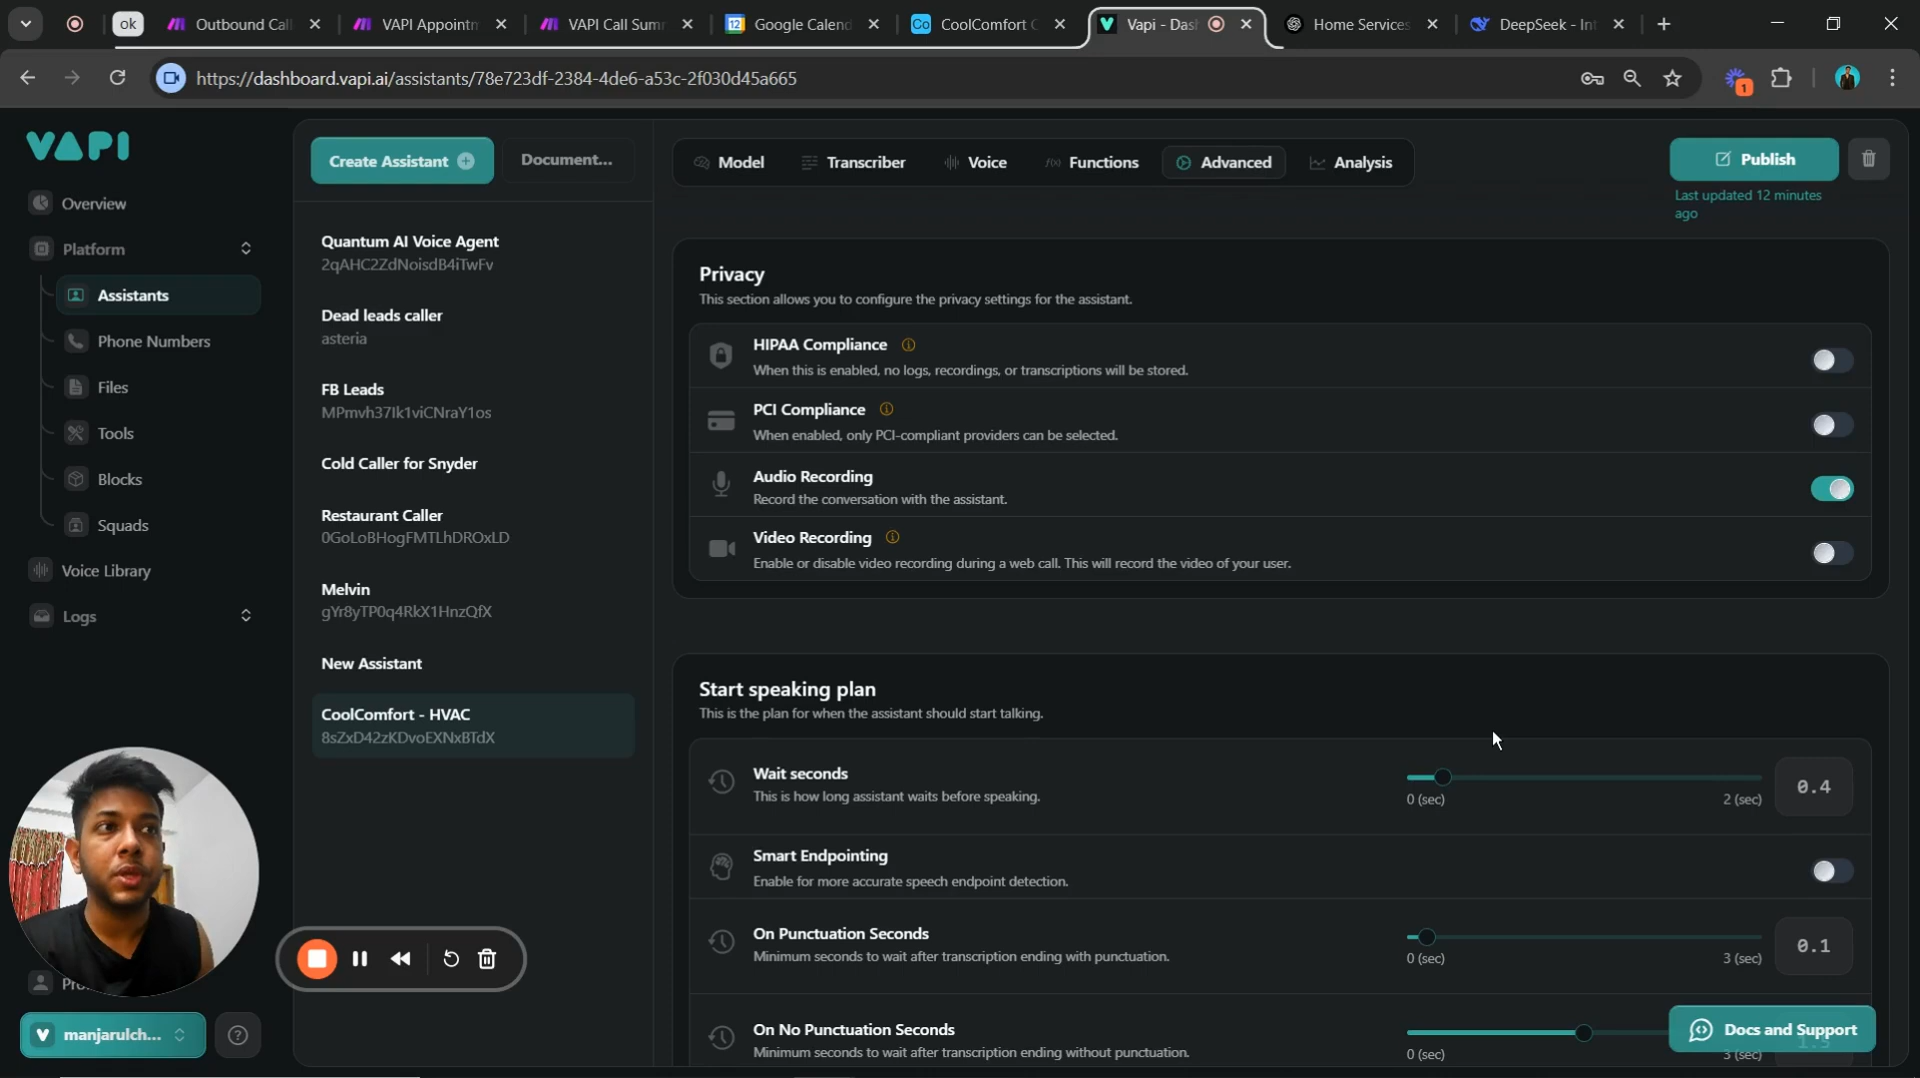 ok
Outbound Call
VAPI Appointm
VAPI Call Summ
12
Google Calend
Co
CoolComfort C
Vapi - Das
Home Services
DeepSeek - Int
https://dashboard.vapi.ai/assistants/78e723df-2384-4de6-a53c-2f030d45a665
1
VAPI
Overview
Platform
Assistants
Phone Numbers
Files
Tools
Blocks
Squads
Voice Library
Logs
manjarulch...
Create Assistant
Document...
Quantum AI Voice Agent
2qAHC2ZdNoisdB4iTwFv
Dead leads caller
asteria
FB Leads
MPmvh37Ik1viCNraY1os
Cold Caller for Snyder
Restaurant Caller
0GoLoBHogFMTLhDROxLD
Melvin
gYr8yTP0q4RkX1HnzQfX
New Assistant
CoolComfort - HVAC
8sZxD42zKDvoEXNxBTdX
Model
Transcriber
Voice
Functions
Advanced
Analysis
Publish
Last updated 12 minutes
ago
Privacy
This section allows you to configure the privacy settings for the assistant.
HIPAA Compliance
When this is enabled, no logs, recordings, or transcriptions will be stored.
PCI Compliance
When enabled, only PCI-compliant providers can be selected.
Audio Recording
Record the conversation with the assistant.
Video Recording
Enable or disable video recording during a web call. This will record the video of your user.
Start speaking plan
This is the plan for when the assistant should start talking.
Wait seconds
This is how long assistant waits before speaking.
0 (sec)
2 (sec)
0.4
Smart Endpointing
Enable for more accurate speech endpoint detection.
On Punctuation Seconds
Minimum seconds to wait after transcription ending with punctuation.
0 (sec)
3 (sec)
0.1
On No Punctuation Seconds
Minimum seconds to wait after transcription ending without punctuation.
0 (sec)
3 (sec)
Docs and Support